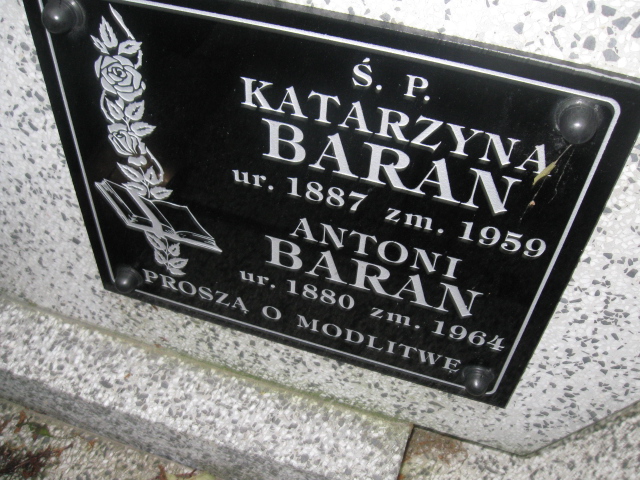 Ś. P.
KATARZYNA
BARAN
ur. 1887 zm. 1959
ANTONI
BARAN
ur. 1880 zm. 1964
PROSZĄ O MODLITWĘ